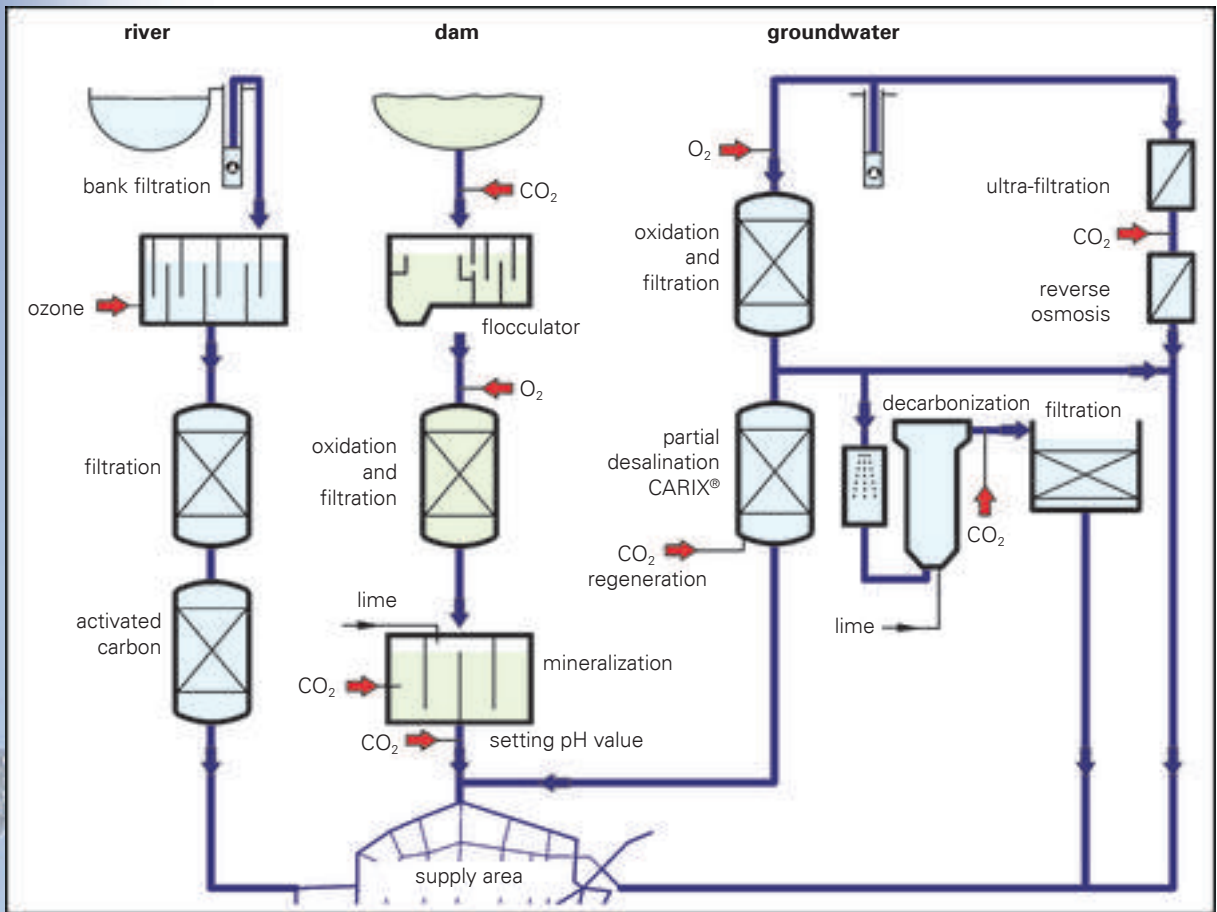 river
dam
groundwater
bank filtration
ozone
filtration
activated
carbon
CO₂
flocculator
O₂
oxidation
and
filtration
lime
mineralization
CO₂
CO₂
setting pH value
O₂
oxidation
and
filtration
partial
desalination
CARIX®
CO₂
regeneration
decarbonization
filtration
CO₂
lime
ultra-filtration
CO₂
reverse
osmosis
supply area